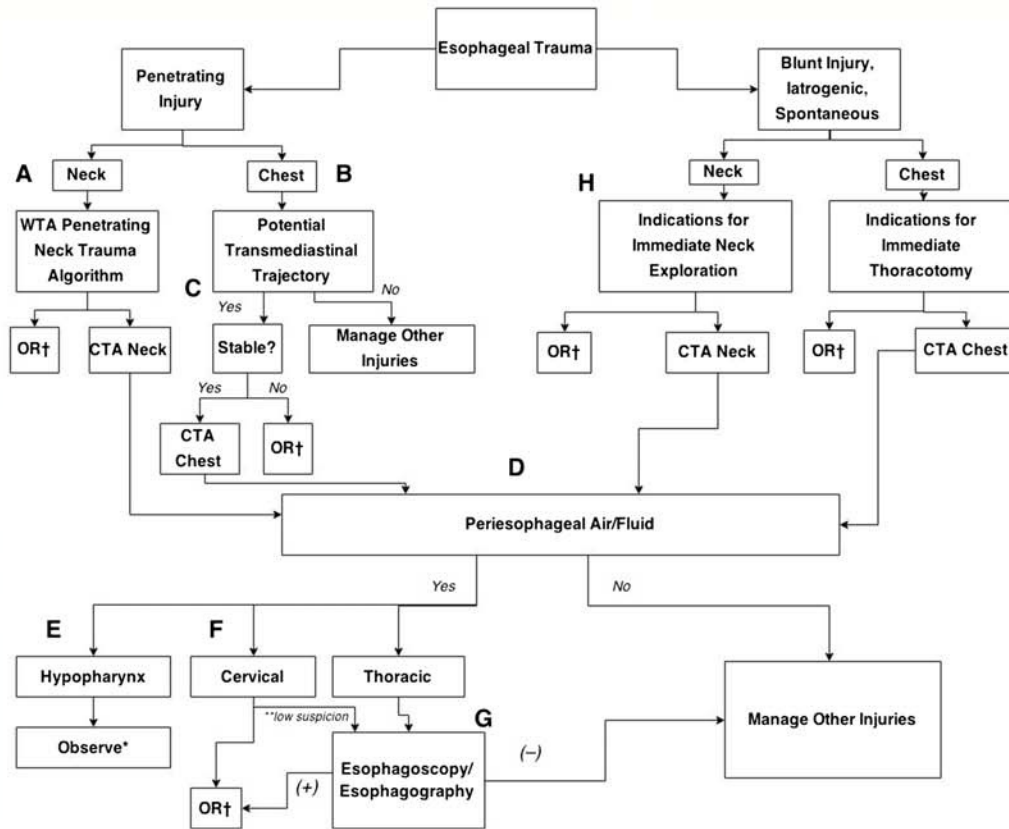 Esophageal Trauma
Penetrating
Injury
Blunt Injury,
Iatrogenic,
Spontaneous
A
Neck
Chest
B
H
Neck
Chest
WTA Penetrating
Neck Trauma
Algorithm
Potential
Transmediastinal
Trajectory
Indications for
Immediate Neck
Exploration
Indications for
Immediate
Thoracotomy
C
Yes
No
OR†
CTA Neck
Stable?
Manage Other
Injuries
OR†
CTA Neck
OR†
CTA Chest
Yes
No
CTA
Chest
OR†
D
Periesophageal Air/Fluid
Yes
No
E
F
Hypopharynx
Cervical
Thoracic
**low suspicion
G
Observe*
Esophagoscopy/
Esophagography
(+)
(–)
OR†
Manage Other Injuries